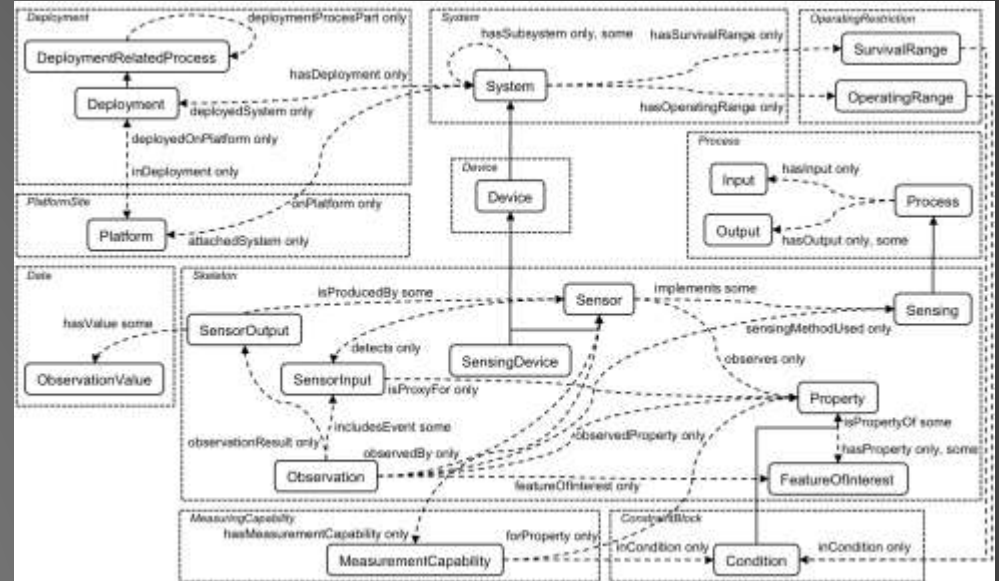 Deployment
deploymentProcesPart only
DeploymentRelatedProcess
Deployment
hasDeployment only
deployedSystem only
deployedOnPlatform only
inDeployment only
System
hasSubsystem only, some
hasSurvivalRange only
System
hasOperatingRange only
OperatingRestriction
SurvivalRange
OperatingRange
Device
Device
Process
hasInput only
Input
Process
Output
hasOutput only, some
PlatformSite
onPlatform only
Platform
attachedSystem only
Data
hasValue some
ObservationValue
Skeleton
isProducedBy some
Sensor
implements some
SensorOutput
Sensing
sensingMethodUsed only
detects only
SensingDevice
observes only
SensorInput
isProxyFor only
Property
isPropertyOf some
includesEvent some
observationResult only
observedBy only
observedProperty only
hasProperty only, some
Observation
featureOfInterest only
FeatureOfInterest
MeasuringCapability
hasMeasurementCapability only
forProperty only
MeasurementCapability
ConstraintBlock
inCondition only
Condition
inCondition only